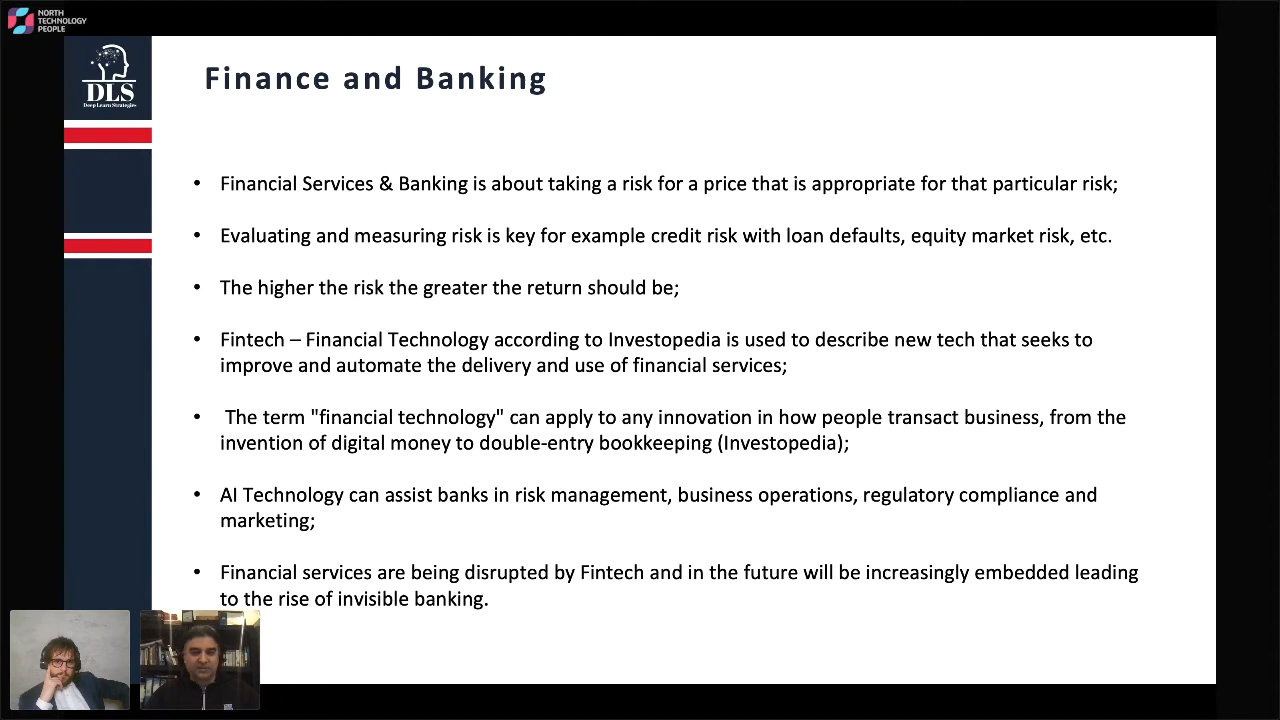 NORTH
TECHNOLOGY
PEOPLE
DLS
Deep Learn Strategies
Finance and Banking
• Financial Services & Banking is about taking a risk for a price that is appropriate for that particular risk;
• Evaluating and measuring risk is key for example credit risk with loan defaults, equity market risk, etc.
• The higher the risk the greater the return should be;
• Fintech – Financial Technology according to Investopedia is used to describe new tech that seeks to
improve and automate the delivery and use of financial services;
• The term "financial technology" can apply to any innovation in how people transact business, from the
invention of digital money to double-entry bookkeeping (Investopedia);
• AI Technology can assist banks in risk management, business operations, regulatory compliance and
marketing;
• Financial services are being disrupted by Fintech and in the future will be increasingly embedded leading
to the rise of invisible banking.